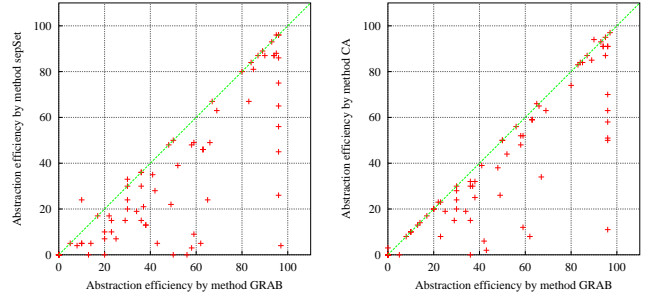 Abstraction efficiency by method sepSet
100
80
60
40
20
0
0 20 40 60 80 100
Abstraction efficiency by method GRAB
Abstraction efficiency by method CA
100
80
60
40
20
0
0 20 40 60 80 100
Abstraction efficiency by method GRAB